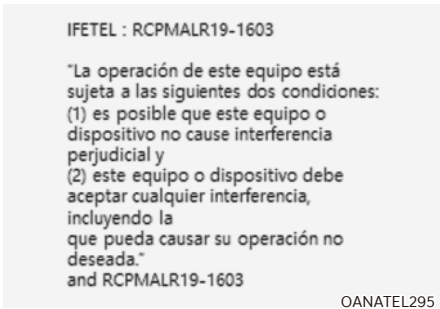 IFETEL : RCPMALR19-1603
"La operación de este equipo está
sujeta a las siguientes dos condiciones:
(1) es posible que este equipo o
dispositivo no cause interferencia
perjudicial y
(2) este equipo o dispositivo debe
aceptar cualquier interferencia,
incluyendo la
que pueda causar su operación no
deseada."
and RCPMALR19-1603
OANATEL295